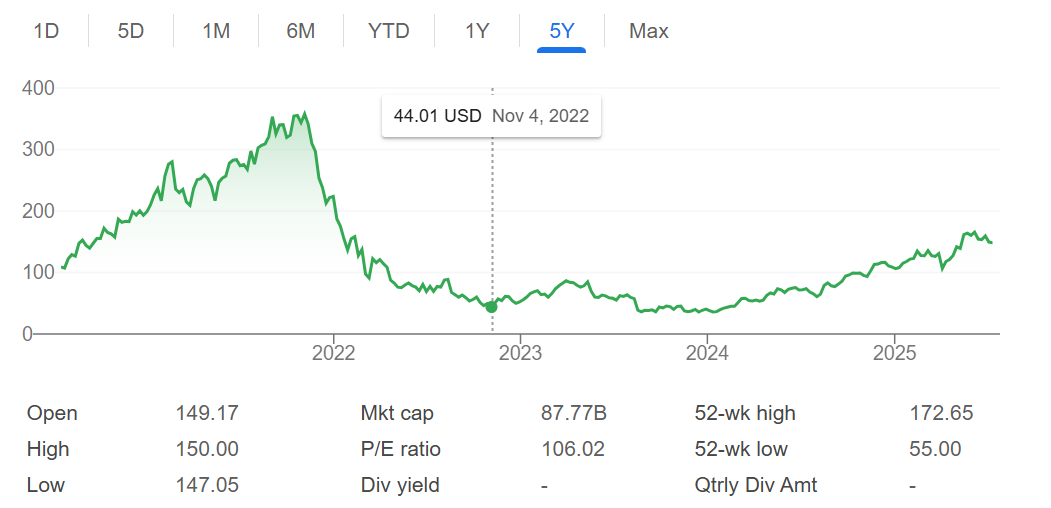 1D 5D 1M 6M YTD 1Y 5Y Max
400
44.01 USD Nov 4, 2022
300
200
100
0
2022 2023 2024 2025
Open 149.17 Mkt cap 87.77B 52-wk high 172.65
High 150.00 P/E ratio 106.02 52-wk low 55.00
Low 147.05 Div yield - Qtrly Div Amt -